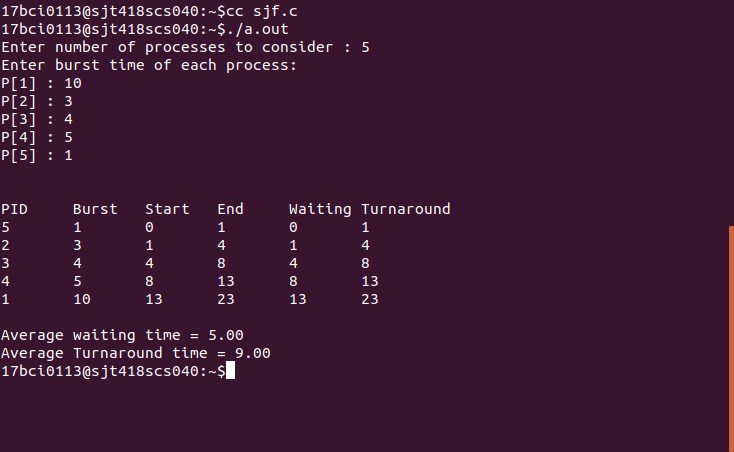 17bci0113@sjt418scs040:~$cc sjf.c
17bci0113@sjt418scs040:~$./a.out
Enter number of processes to consider : 5
Enter burst time of each process:
P[1] : 10
P[2] : 3
P[3] : 4
P[4] : 5
P[5] : 1
PID Burst Start End Waiting Turnaround
5 1 0 1 0 1
2 3 1 4 1 4
3 4 4 8 4 8
4 5 8 13 8 13
1 10 13 23 13 23
Average waiting time = 5.00
Average Turnaround time = 9.00
17bci0113@sjt418scs040:~$